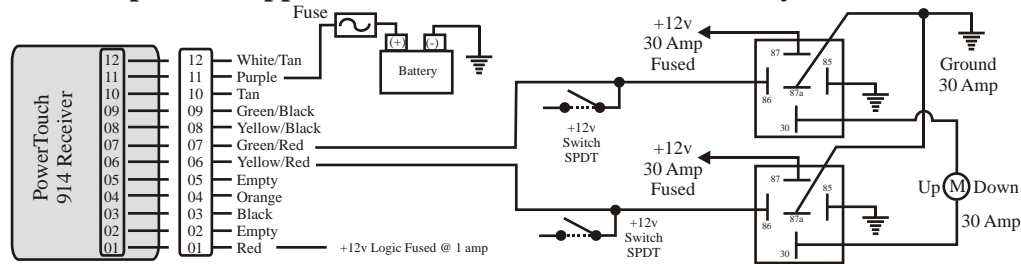 Fuse
(+) (-)
Battery
PowerTouch
914 Receiver
12 12 White/Tan
11 11 Purple
10 10 Tan
09 09 Green/Black
08 08 Yellow/Black
07 07 Green/Red
06 06 Yellow/Red
05 05 Empty
04 04 Orange
03 03 Black
02 02 Empty
01 01 Red
+12v Logic Fused @ 1 amp
+12v
Switch
SPDT
+12v
30 Amp
Fused
87
85
86
87a
30
Ground
30 Amp
+12v
Switch
SPDT
+12v
30 Amp
Fused
87
85
86
87a
30
Up M Down
30 Amp